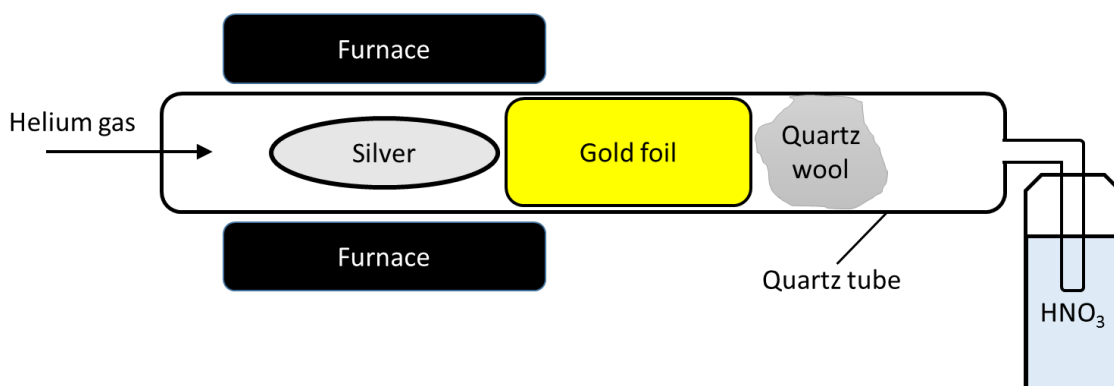 Furnace
Helium gas
Silver
Gold foil
Quartz
wool
Furnace
Quartz tube
HNO₃